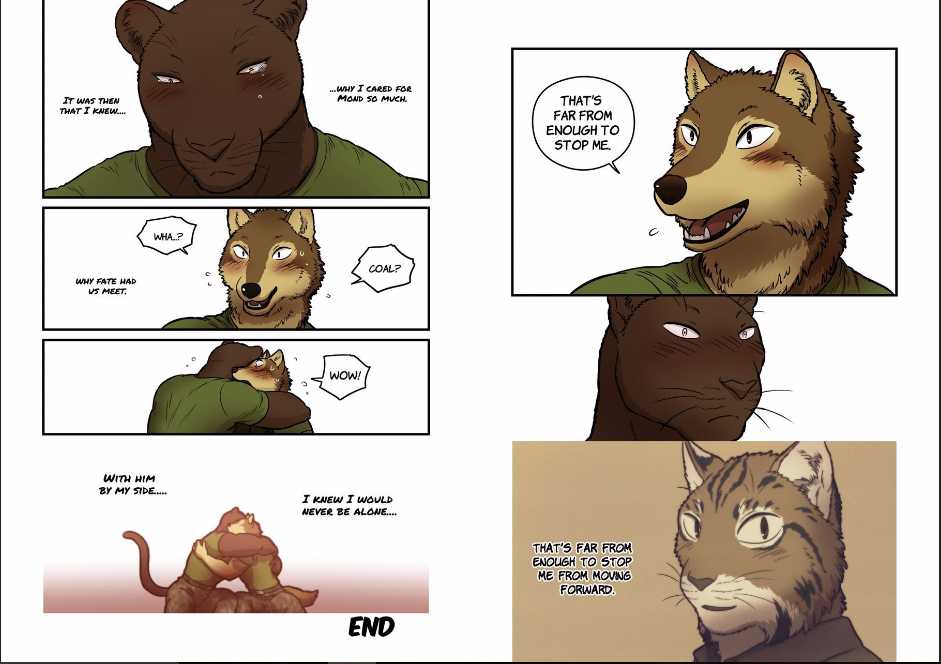 THAT'S
FAR FROM
ENOUGH TO
STOP ME.
THAT'S FAR FROM
ENOUGH TO STOP
ME FROM MOVING
FORWARD.
IT WAS THEN
THAT I KNEW....
...WHY I CARED FOR
MOND SO MUCH.
WHA..?
WHY FATE HAD
US MEET.
COAL?
WOW!
WITH HIM
BY MY SIDE.....
I KNEW I WOULD
NEVER BE ALONE....
END